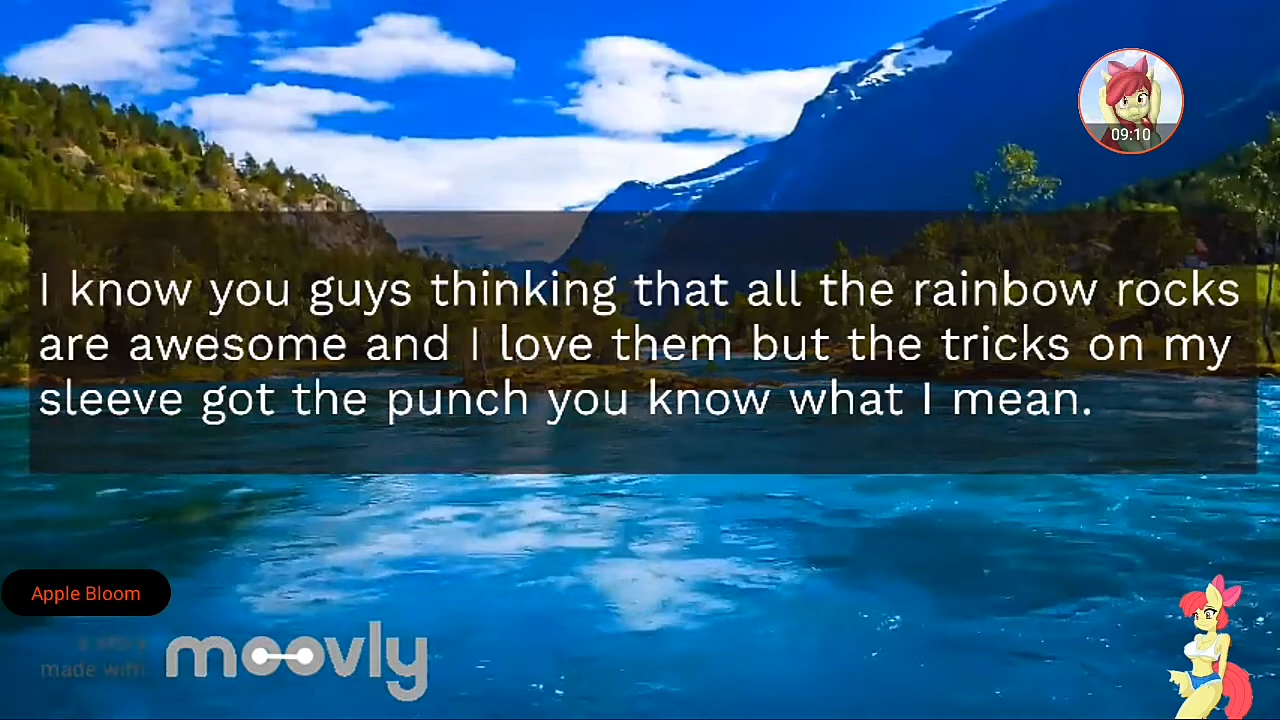 09:10
I know you guys thinking that all the rainbow rocks
are awesome and I love them but the tricks on my
sleeve got the punch you know what I mean.
Apple Bloom
made with
moovly